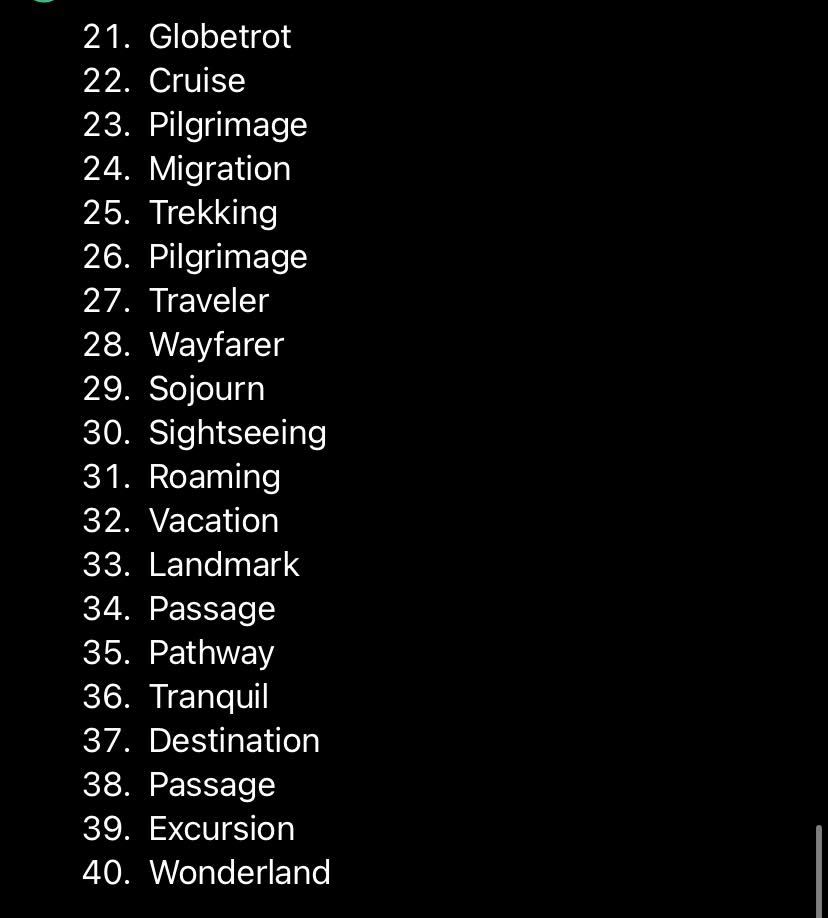 21. Globetrot
22. Cruise
23. Pilgrimage
24. Migration
25. Trekking
26. Pilgrimage
27. Traveler
28. Wayfarer
29. Sojourn
30. Sightseeing
31. Roaming
32. Vacation
33. Landmark
34. Passage
35. Pathway
36. Tranquil
37. Destination
38. Passage
39. Excursion
40. Wonderland